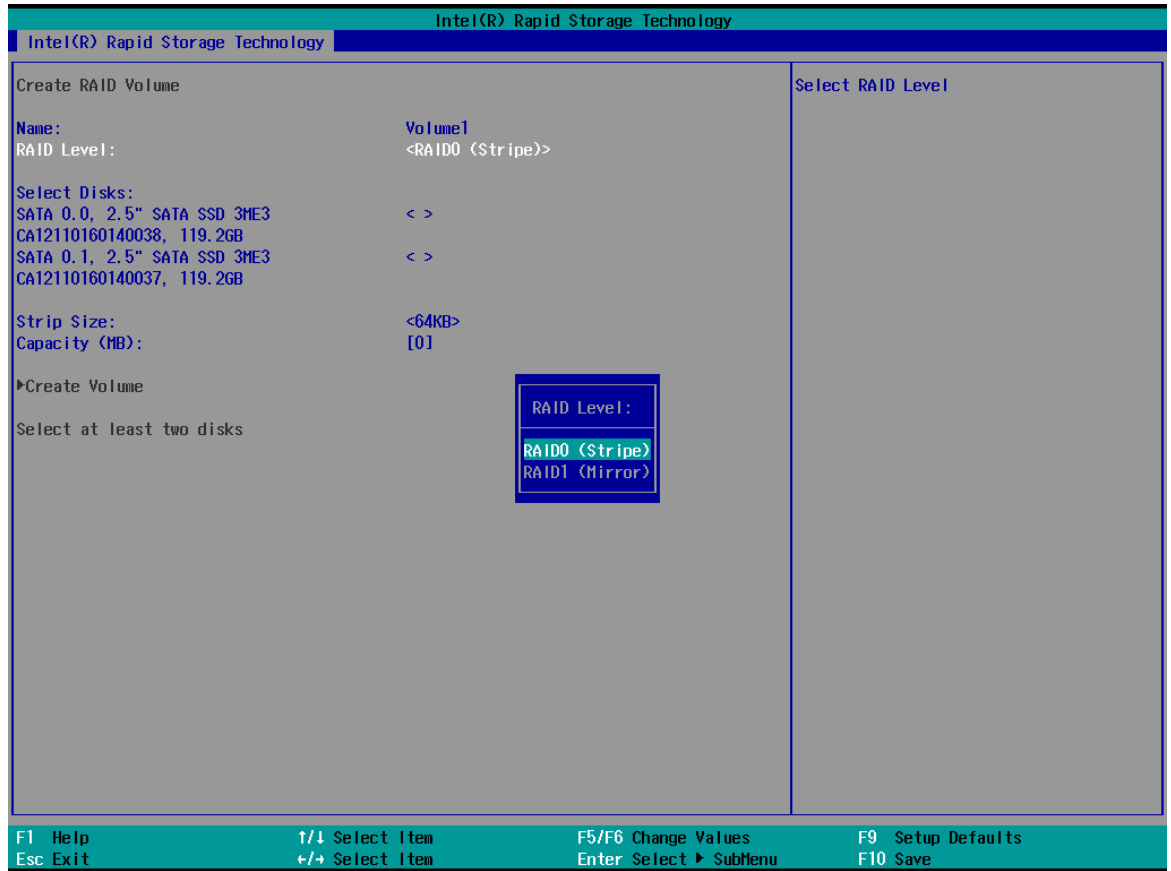 Intel(R) Rapid Storage Technology
Intel(R) Rapid Storage Technology
Create RAID Volume
Select RAID Level
Name: Volume1
RAID Level: <RAID0 (Stripe)>
Select Disks:
SATA 0.0, 2.5" SATA SSD 3ME3 < >
CA12110160140038, 119.2GB
SATA 0.1, 2.5" SATA SSD 3ME3 < >
CA12110160140037, 119.2GB
Strip Size: <64KB>
Capacity (MB): [0]
▶Create Volume
Select at least two disks
RAID Level:
RAID0 (Stripe)
RAID1 (Mirror)
F1 Help ↑/↓ Select Item F5/F6 Change Values F9 Setup Defaults
Esc Exit ←/→ Select Item Enter Select ▶ SubMenu F10 Save